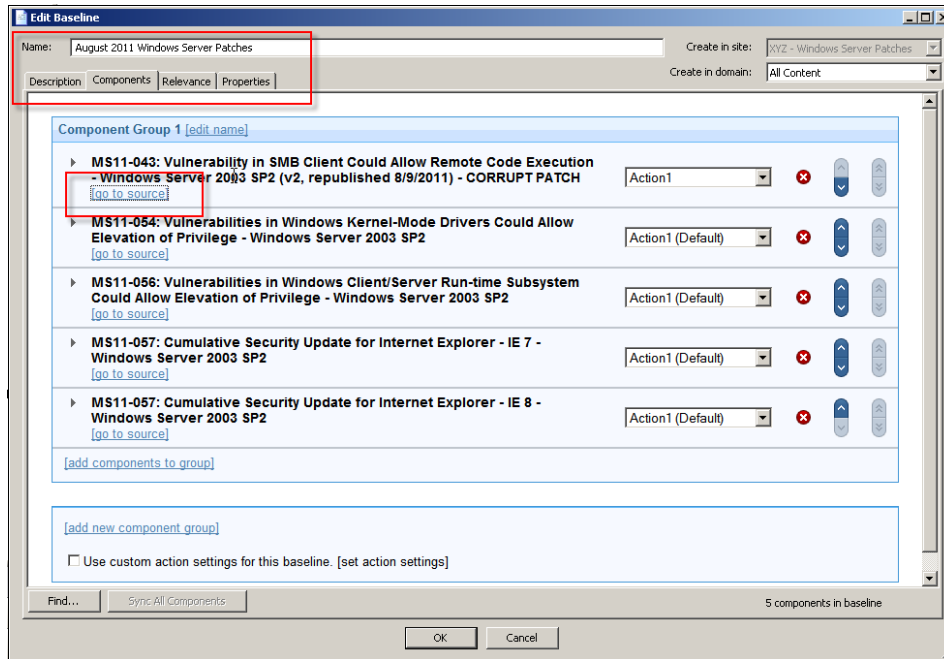 Edit Baseline
Name: August 2011 Windows Server Patches
Create in site: XYZ - Windows Server Patches
Create in domain: All Content
Description Components Relevance Properties
Component Group 1 [edit name]
MS11-043: Vulnerability in SMB Client Could Allow Remote Code Execution
- Windows Server 2003 SP2 (v2, republished 8/9/2011) - CORRUPT PATCH
[go to source]
Action1
MS11-054: Vulnerabilities in Windows Kernel-Mode Drivers Could Allow
Elevation of Privilege - Windows Server 2003 SP2
[go to source]
Action1 (Default)
MS11-056: Vulnerabilities in Windows Client/Server Run-time Subsystem
Could Allow Elevation of Privilege - Windows Server 2003 SP2
[go to source]
Action1 (Default)
MS11-057: Cumulative Security Update for Internet Explorer - IE 7 -
Windows Server 2003 SP2
[go to source]
Action1 (Default)
MS11-057: Cumulative Security Update for Internet Explorer - IE 8 -
Windows Server 2003 SP2
[go to source]
Action1 (Default)
[add components to group]
[add new component group]
Use custom action settings for this baseline. [set action settings]
Find... Sync All Components
5 components in baseline
OK Cancel